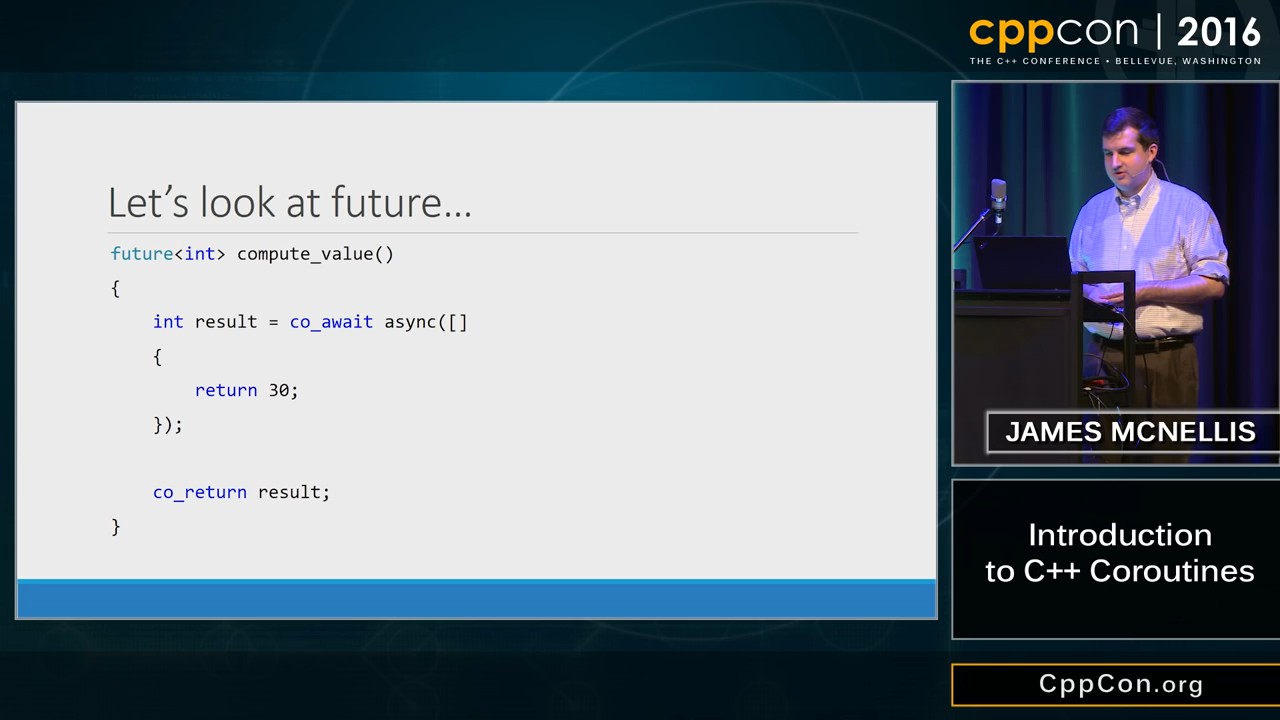 cppcon | 2016
THE C++ CONFERENCE • BELLEVUE, WASHINGTON
Let's look at future...
future<int> compute_value()
{
    int result = co_await async([]
    {
        return 30;
    });
    co_return result;
}
JAMES MCNELLIS
Introduction
to C++ Coroutines
CppCon.org